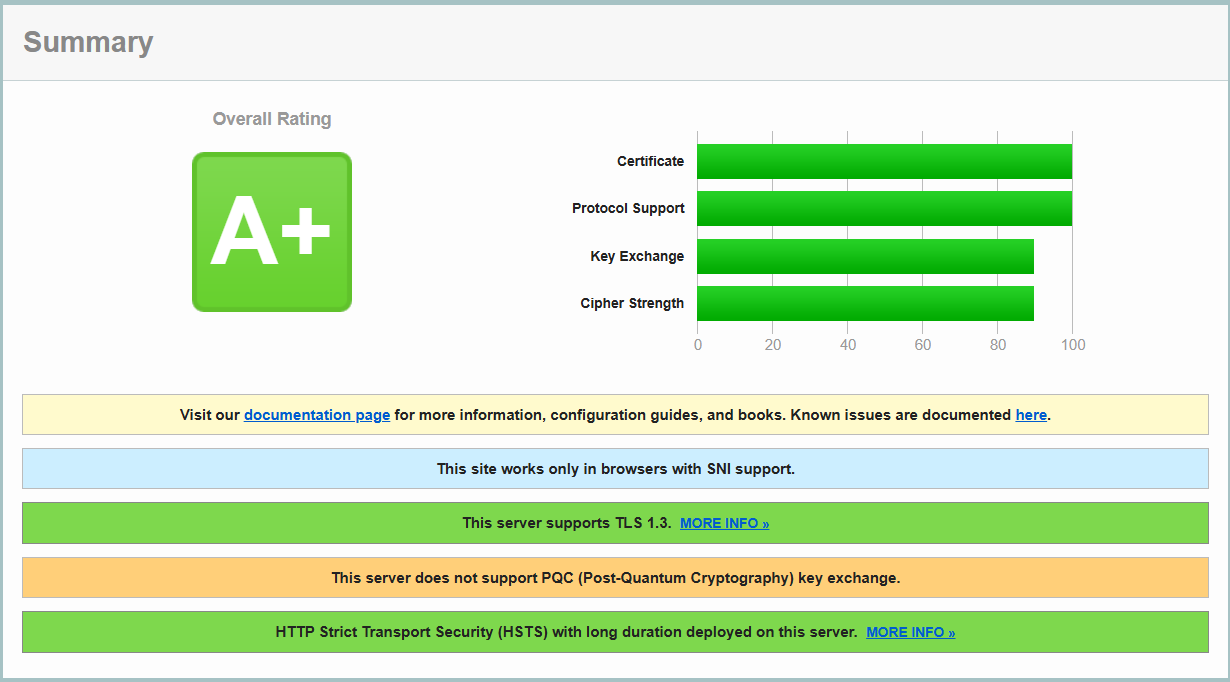 Summary
Overall Rating
A+
Certificate
Protocol Support
Key Exchange
Cipher Strength
0 20 40 60 80 100
Visit our documentation page for more information, configuration guides, and books. Known issues are documented here.
This site works only in browsers with SNI support.
This server supports TLS 1.3. MORE INFO »
This server does not support PQC (Post-Quantum Cryptography) key exchange.
HTTP Strict Transport Security (HSTS) with long duration deployed on this server. MORE INFO »